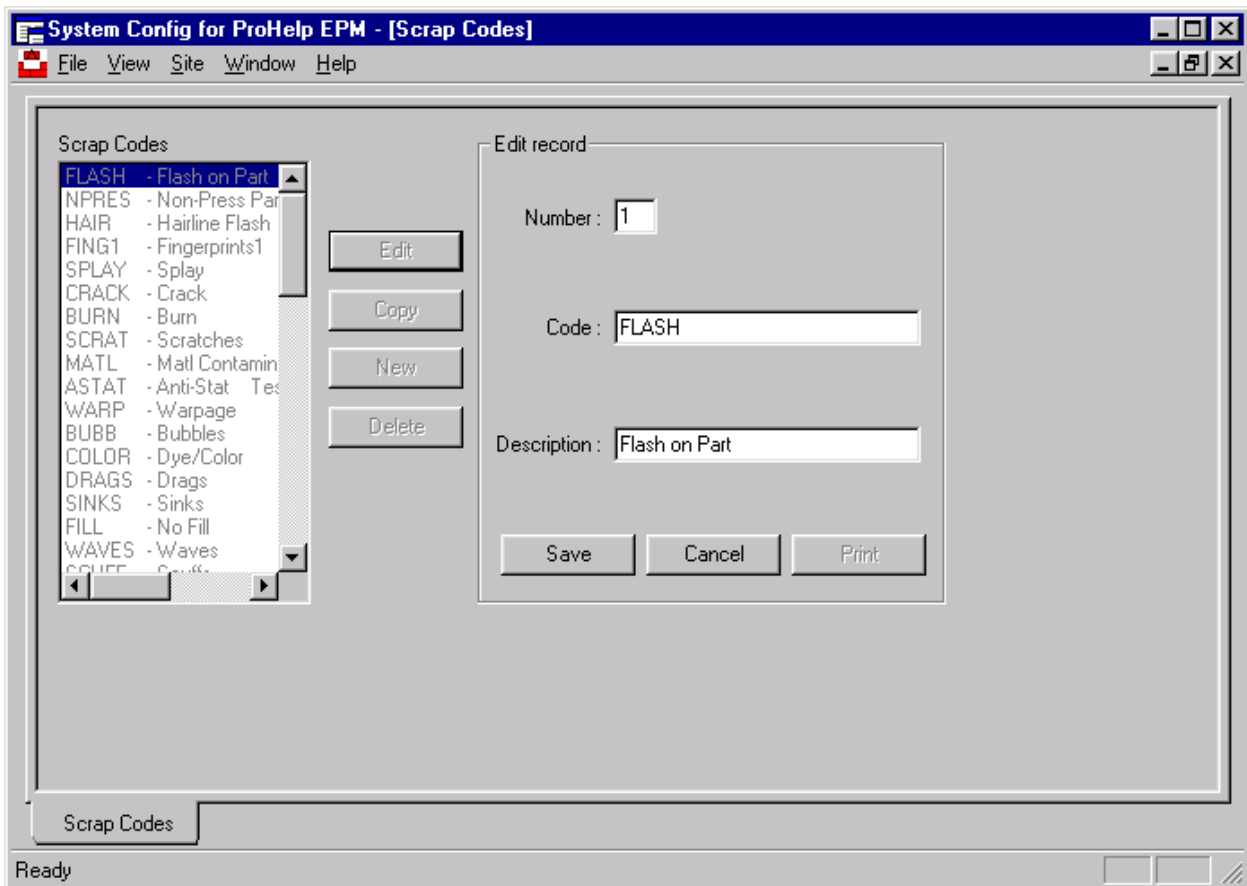 System Config for ProHelp EPM - [Scrap Codes]
File View Site Window Help
Scrap Codes
FLASH - Flash on Part
NPRES - Non-Press Par
HAIR - Hairline Flash
FING1 - Fingerprints1
SPLAY - Splay
CRACK - Crack
BURN - Burn
SCRAT - Scratches
MATL - Matl Contamin
ASTAT - Anti-Stat Tes
WARP - Warpage
BUBB - Bubbles
COLOR - Dye/Color
DRAGS - Drags
SINKS - Sinks
FILL - No Fill
WAVES - Waves
Edit
Copy
New
Delete
Edit record
Number : 1
Code : FLASH
Description : Flash on Part
Save Cancel Print
Scrap Codes
Ready